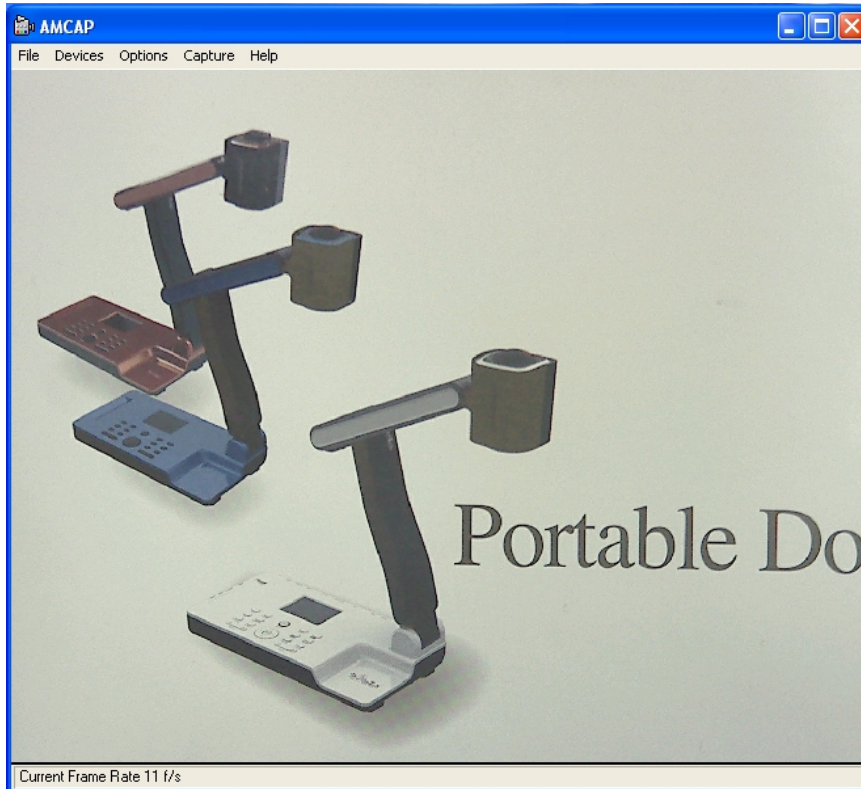 AMCAP
File Devices Options Capture Help
Portable Do
Current Frame Rate 11 f/s